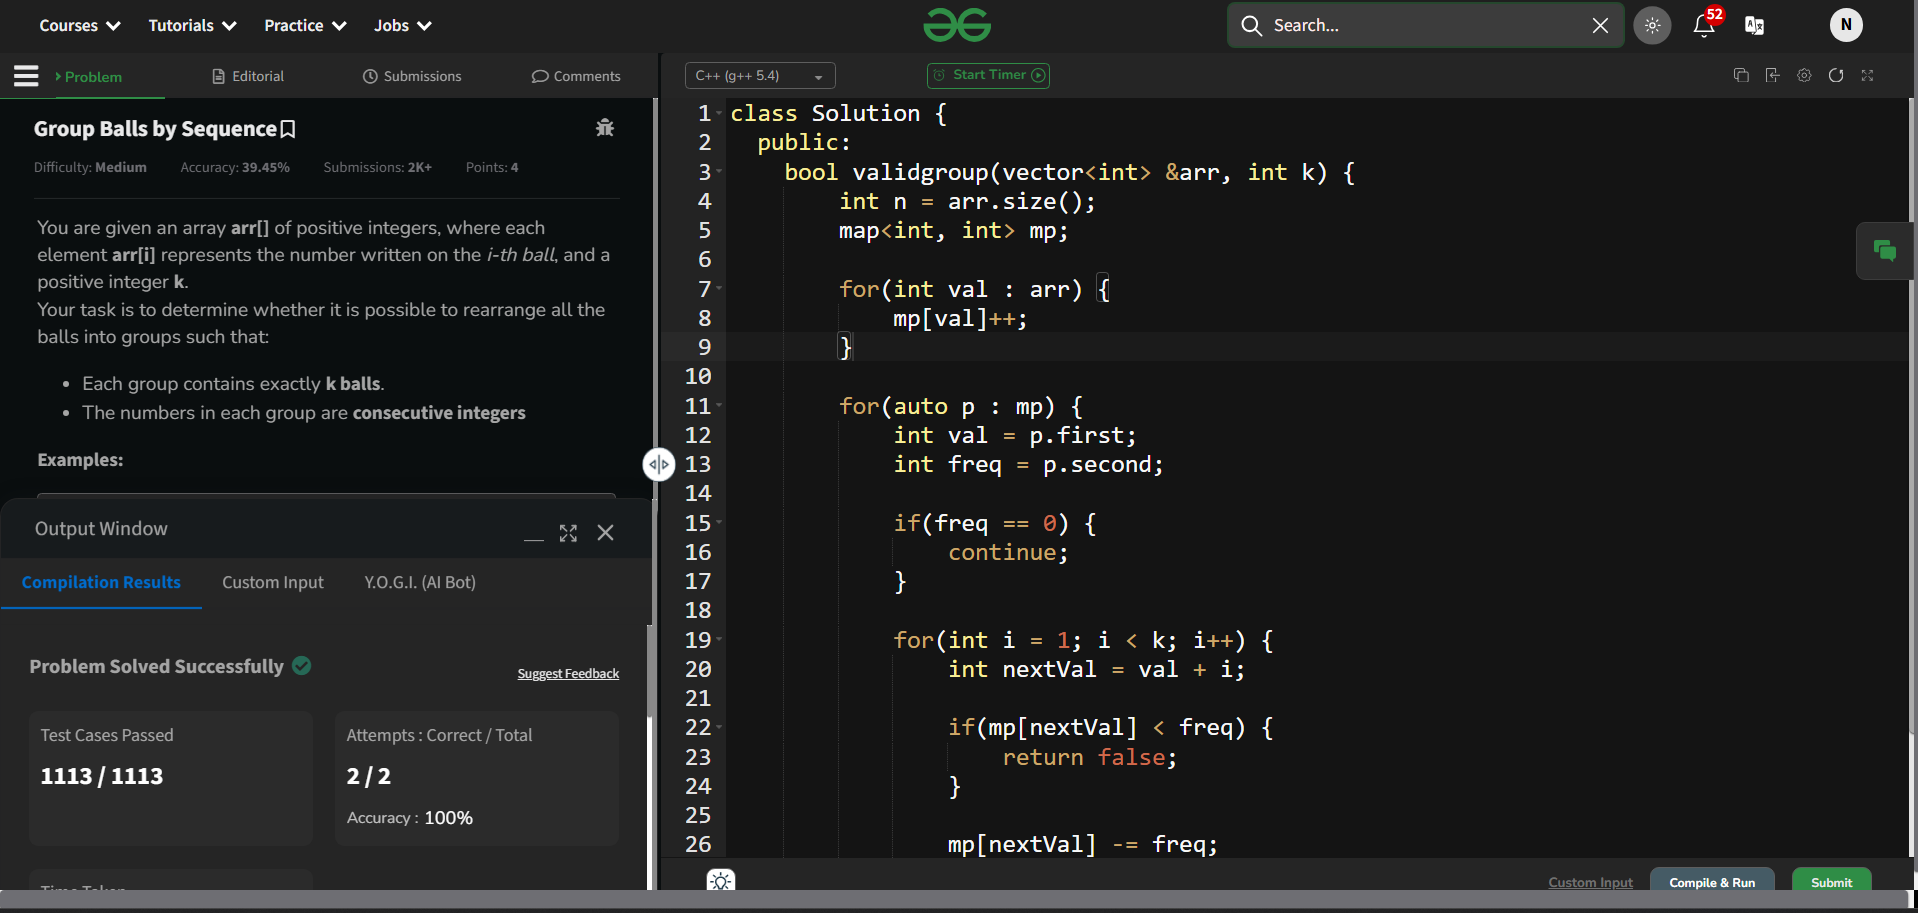 Courses Tutorials Practice Jobs Search... 52 N
Problem Editorial Submissions Comments
Group Balls by Sequence
Difficulty: Medium Accuracy: 39.45% Submissions: 2K+ Points: 4
You are given an array arr[] of positive integers, where each
element arr[i] represents the number written on the i-th ball, and a
positive integer k.
Your task is to determine whether it is possible to rearrange all the
balls into groups such that:
• Each group contains exactly k balls.
• The numbers in each group are consecutive integers
Examples:
Output Window
Compilation Results Custom Input Y.O.G.I. (AI Bot)
Problem Solved Successfully
Suggest Feedback
Test Cases Passed
1113 / 1113
Attempts : Correct / Total
2 / 2
Accuracy : 100%
Time Taken
C++ (g++ 5.4) Start Timer
1 class Solution {
2 public:
3 bool validgroup(vector<int> &arr, int k) {
4 int n = arr.size();
5 map<int, int> mp;
6
7 for(int val : arr) {
8 mp[val]++;
9 }
10
11 for(auto p : mp) {
12 int val = p.first;
13 int freq = p.second;
14
15 if(freq == 0) {
16 continue;
17 }
18
19 for(int i = 1; i < k; i++) {
20 int nextVal = val + i;
21
22 if(mp[nextVal] < freq) {
23 return false;
24 }
25
26 mp[nextVal] -= freq;
Custom Input Compile & Run Submit